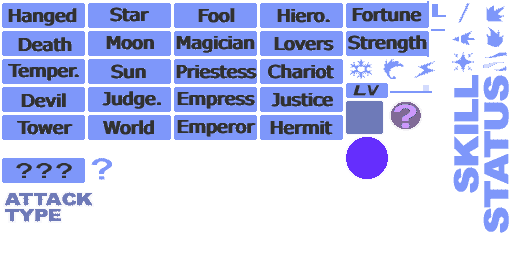 Hanged Star Fool Hiero. Fortune
Death Moon Magician Lovers Strength
Temper. Sun Priestess Chariot
Devil Judge. Empress Justice LV
Tower World Emperor Hermit ?
??? ?
ATTACK
TYPE
SKILL
STATUS
L